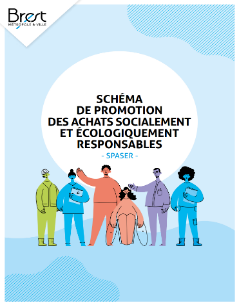 Brest
MÉTROPOLE & VILLE
SCHÉMA
DE PROMOTION
DES ACHATS SOCIALEMENT
ET ÉCOLOGIQUEMENT
RESPONSABLES
- SPASER -